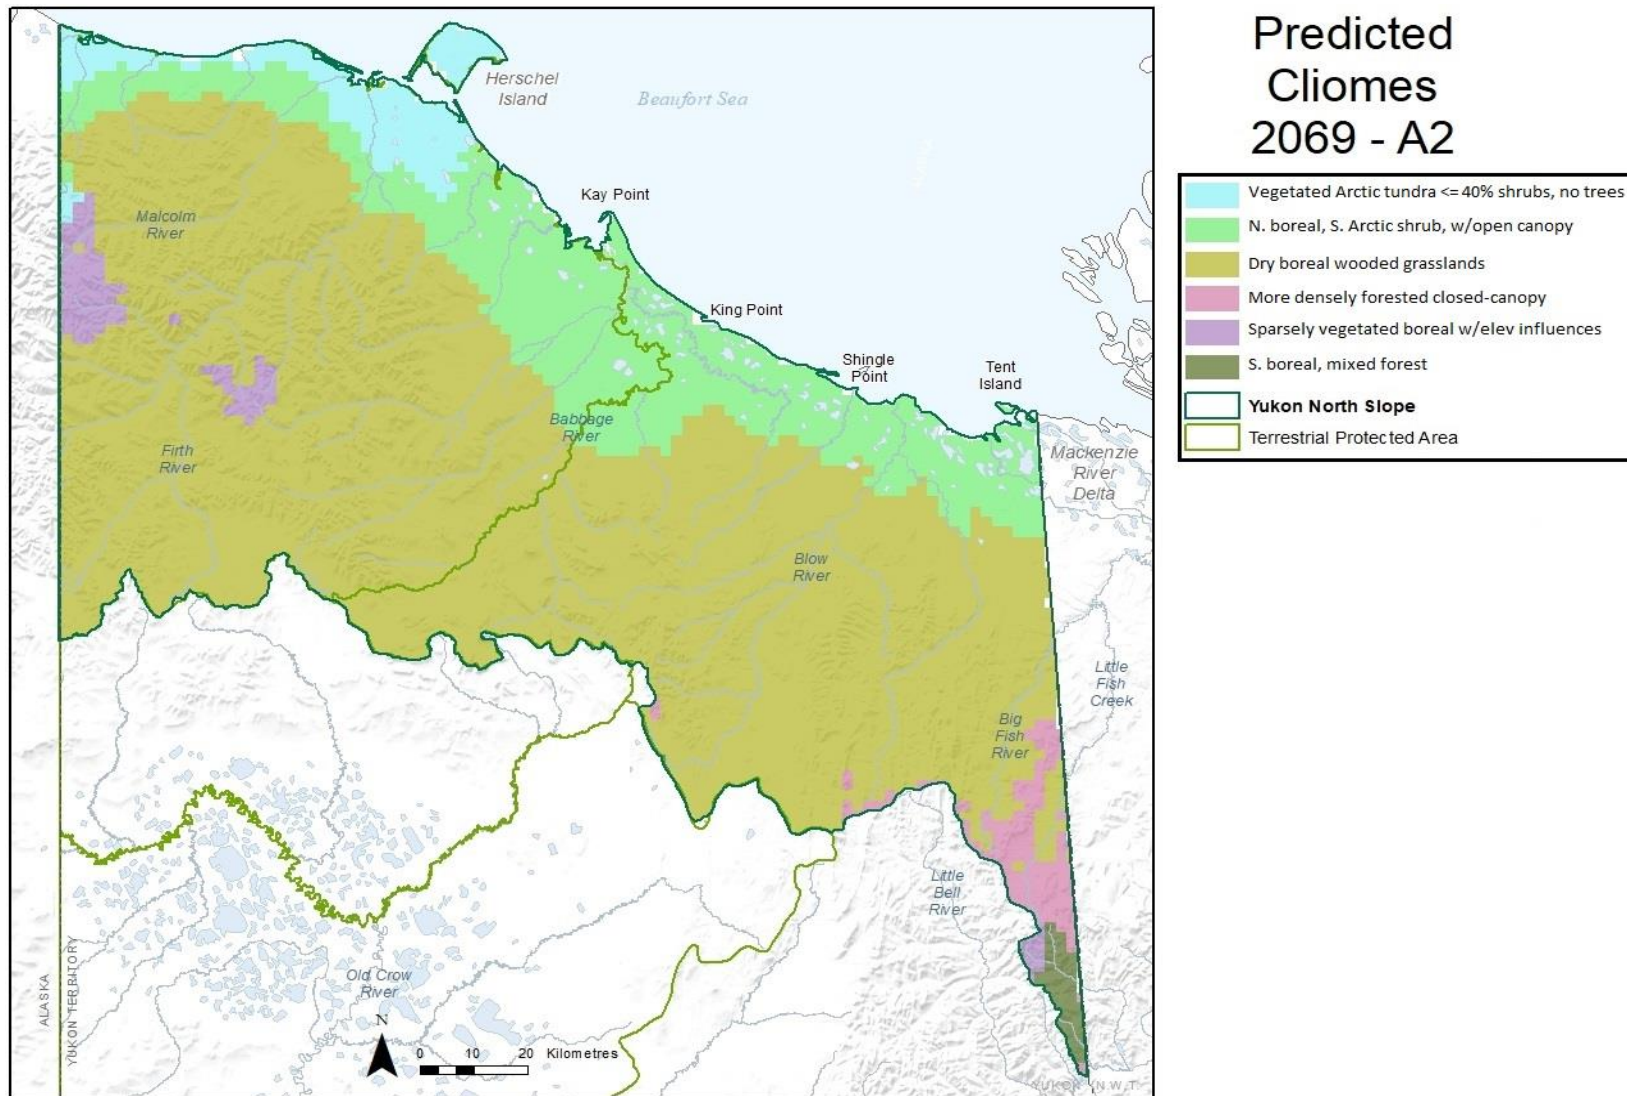 Predicted
Cliomes
2069 - A2
Vegetated Arctic tundra <= 40% shrubs, no trees
N. boreal, S. Arctic shrub, w/open canopy
Dry boreal wooded grasslands
More densely forested closed-canopy
Sparsely vegetated boreal w/elev influences
S. boreal, mixed forest
Yukon North Slope
Terrestrial Protected Area
Herschel
Island
Beaufort Sea
Kay Point
Malcolm
River
King Point
Shingle
Point
Tent
Island
Babbage
River
Firth
River
Mackenzie
River
Delta
Blow
River
Little
Fish
Creek
Big
Fish
River
Little
Bell
River
Old Crow
River
ALASKA
YUKON TERRITORY
N
0 10 20 Kilometres
YUKON
N.W.T.